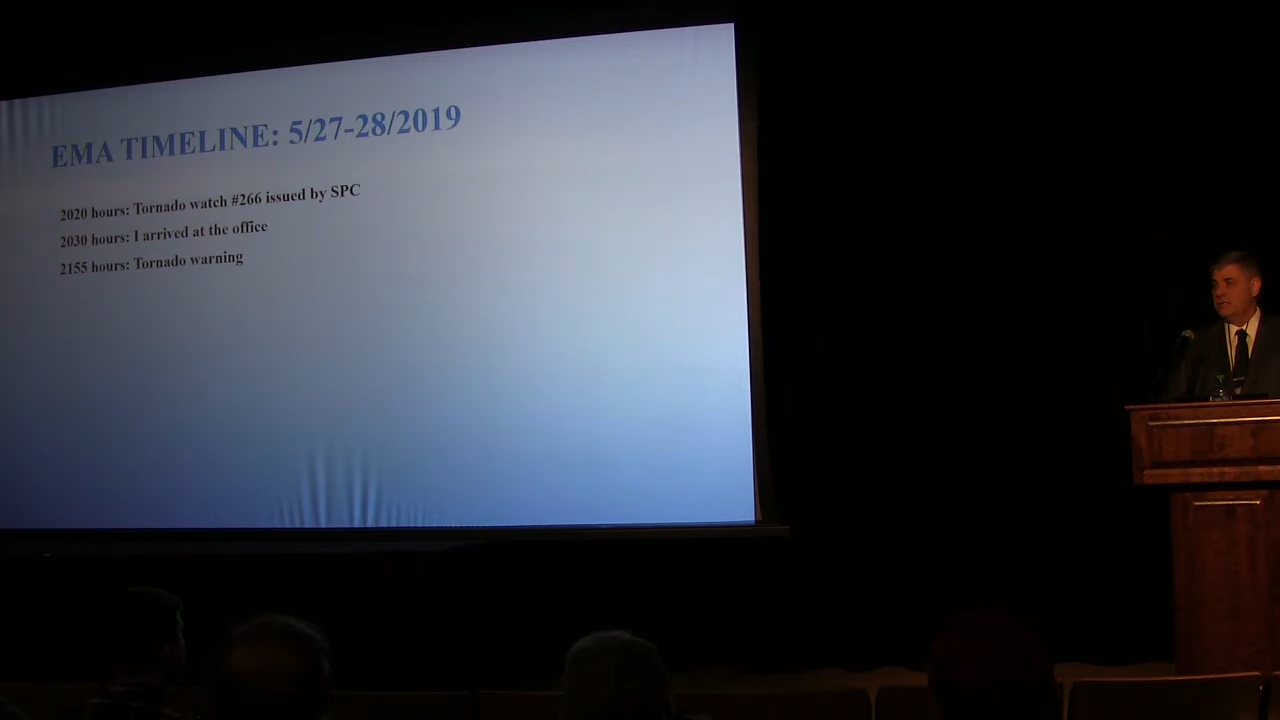 EMA TIMELINE: 5/27-28/2019
2020 hours: Tornado watch #266 issued by SPC
2030 hours: I arrived at the office
2155 hours: Tornado warning